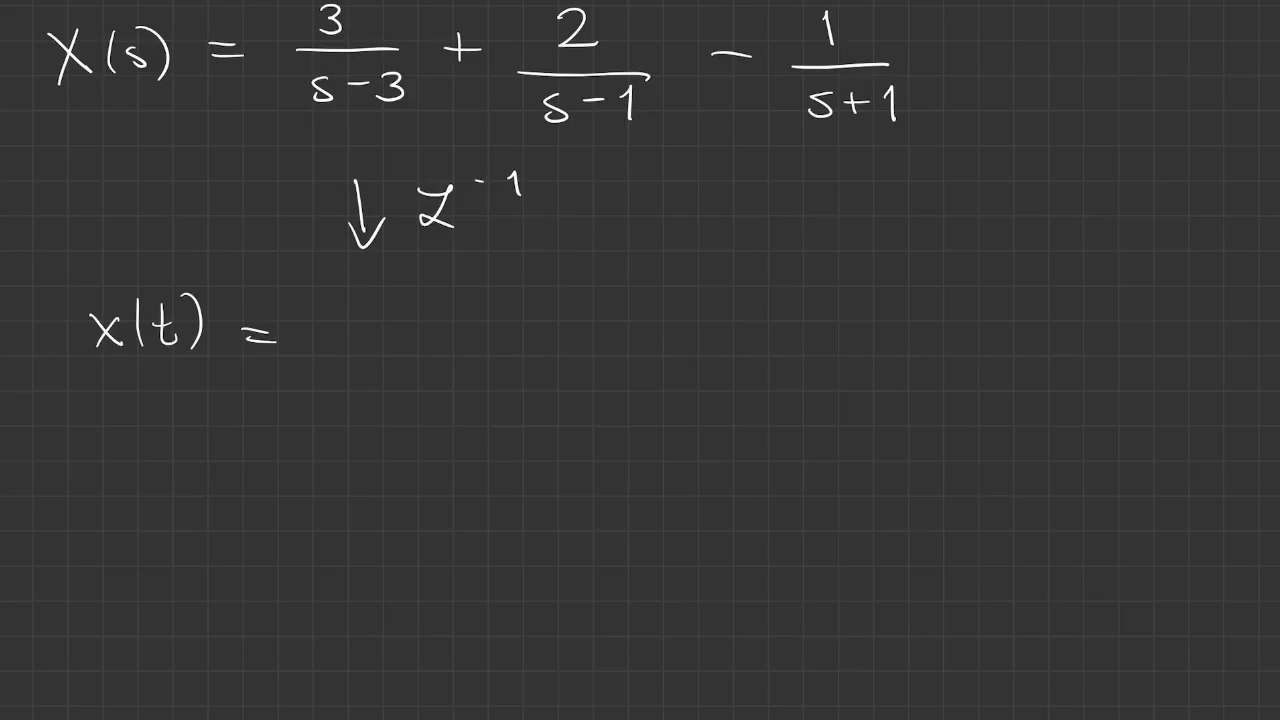 X(s) = 3/(s-3) + 2/(s-1) - 1/(s+1)
↓ ℒ⁻¹
x(t) =